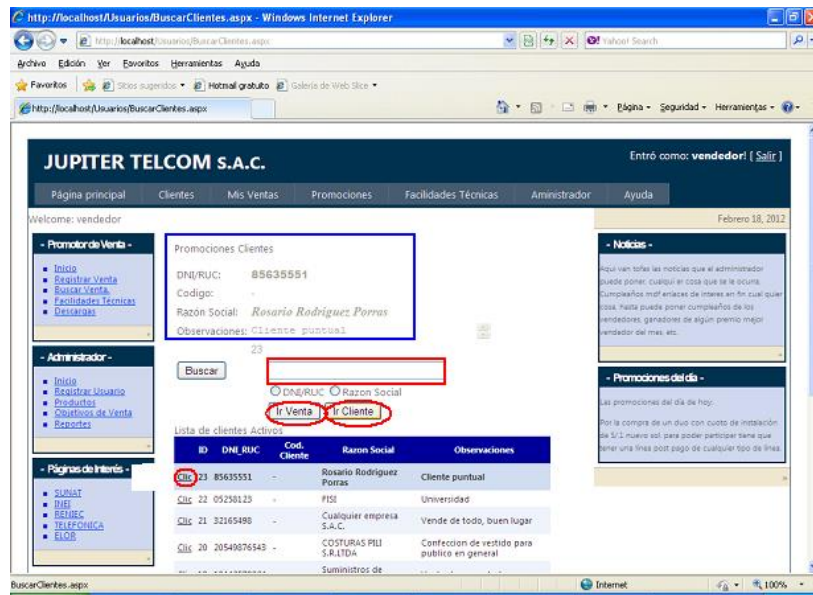 http://localhost/Usuarios/BuscarClientes.aspx - Windows Internet Explorer
http://localhost/Usuarios/BuscarClientes.aspx
Yahoo! Search
Archivo Edición Ver Favoritos Herramientas Ayuda
Favoritos Sitios sugeridos Hotmail gratuito Galería de Web Slice
http://localhost/Usuarios/BuscarClientes.aspx
Página Seguridad Herramientas
JUPITER TELCOM S.A.C.
Entró como: vendedor! [ Salir ]
Página principal Clientes Mis Ventas Promociones Facilidades Técnicas Aministrador Ayuda
Welcome: vendedor
Febrero 18, 2012
- Promotor de Venta -
Inicio
Registrar Venta
Buscar Venta.
Facilidades Técnicas
Descargas
- Administrador -
Inicio
Registrar Usuario
Productos
Objetivos de Venta
Reportes
- Páginas de Interés -
SUNAT
INEI
RENIEC
TELEFONICA
ELOR
Promociones Clientes
DNI/RUC: 85635551
Codigo: -
Razón Social: Rosario Rodriguez Porras
Observaciones: Cliente puntual
23
Buscar
DNI/RUC Razon Social
Ir Venta Ir Cliente
Lista de clientes Activos
ID DNI_RUC Cod. Cliente Razon Social Observaciones
Clic 23 85635551 - Rosario Rodriguez Porras Cliente puntual
Clic 22 05258123 - FISI Universidad
Clic 21 32165498 - Cualquier empresa S.A.C. Vende de todo, buen lugar
Clic 20 20549876543 - COSTURAS PILI S.R.LTDA Confeccion de vestido para publico en general
Suministros de
- Noticias -
Aqui van tofas las noticias que el administrador
puede poner, cualqui er cosa que se le ocurra,
Cumpleaños mdf enlaces de interes en fin cual quier
cosa, hasta puede poner cumpleaños de los
vendedores, ganadores de algún premio mejor
vendedor del mes, etc.
- Promociones del día -
Las promociones del día de hoy.
Por la compra de un duo con cuoto de instalación
de S/.1 nuevo sol, para poder participar tiene que
tener una línea post pago de cualquier tipo de línea.
BuscarClientes.aspx
Internet
100%